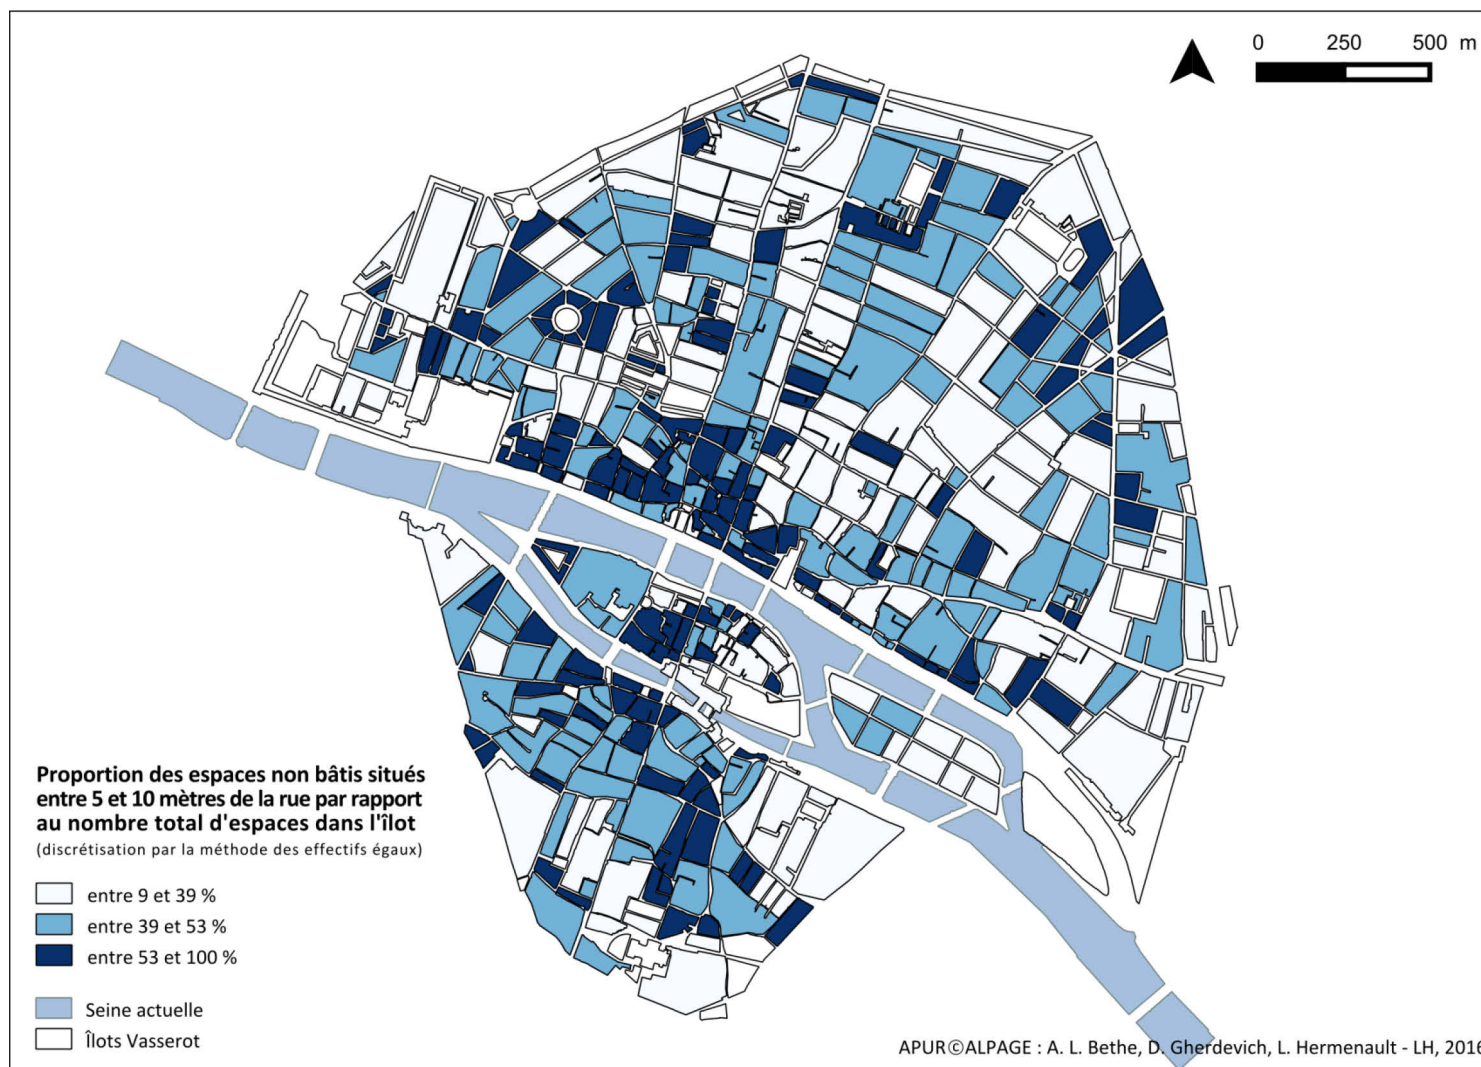 0 250 500 m
Proportion des espaces non bâtis situés
entre 5 et 10 mètres de la rue par rapport
au nombre total d'espaces dans l'îlot
(discrétisation par la méthode des effectifs égaux)
entre 9 et 39 %
entre 39 et 53 %
entre 53 et 100 %
Seine actuelle
Îlots Vasserot
APUR©ALPAGE : A. L. Bethe, D. Gherdevich, L. Hermenault - LH, 2016